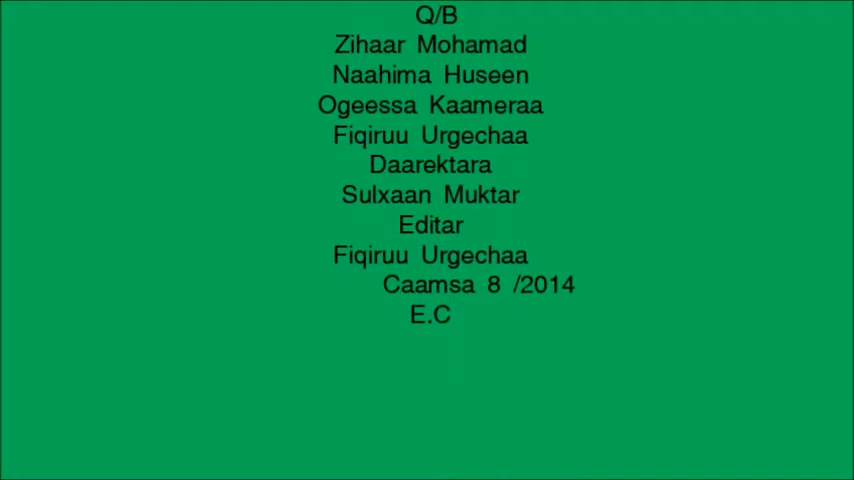 Q/B
Zihaar Mohamad
Naahima Huseen
Ogeessa Kaameraa
Fiqiruu Urgechaa
Daarektara
Sulxaan Muktar
Editar
Fiqiruu Urgechaa
Caamsa 8 /2014
E.C